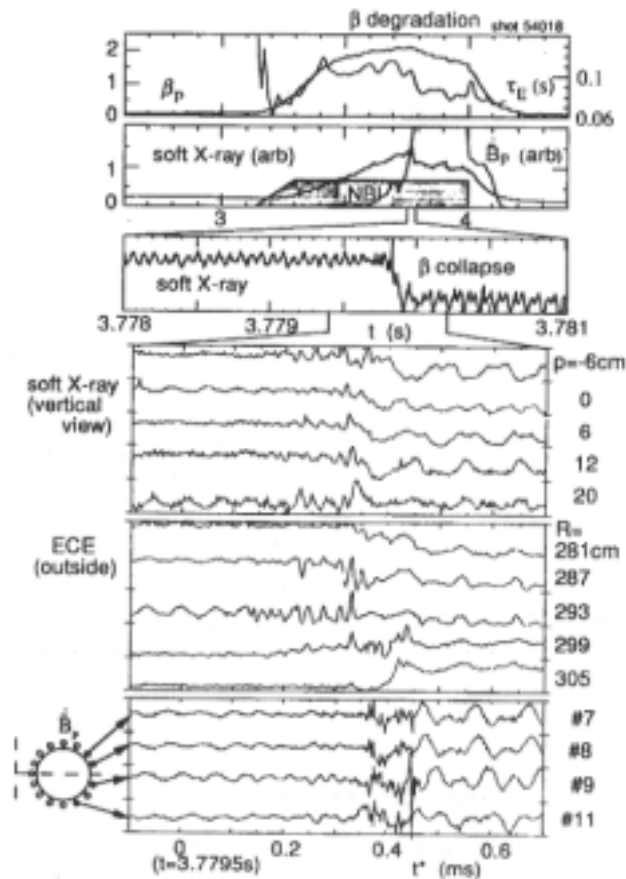 β degradation shot 54018
2
1
0
βp
τE (s)
0.1
0.06
soft X-ray (arb)
Ḃp (arb)
1
0
NBI
3
4
soft X-ray
β collapse
3.778
3.779
t (s)
3.781
soft X-ray
(vertical
view)
p=-6cm
0
6
12
20
ECE
(outside)
R=
281cm
287
293
299
305
Ḃp
#7
#8
#9
#11
0
0.2
0.4
0.6
(t=3.7795s)
t* (ms)